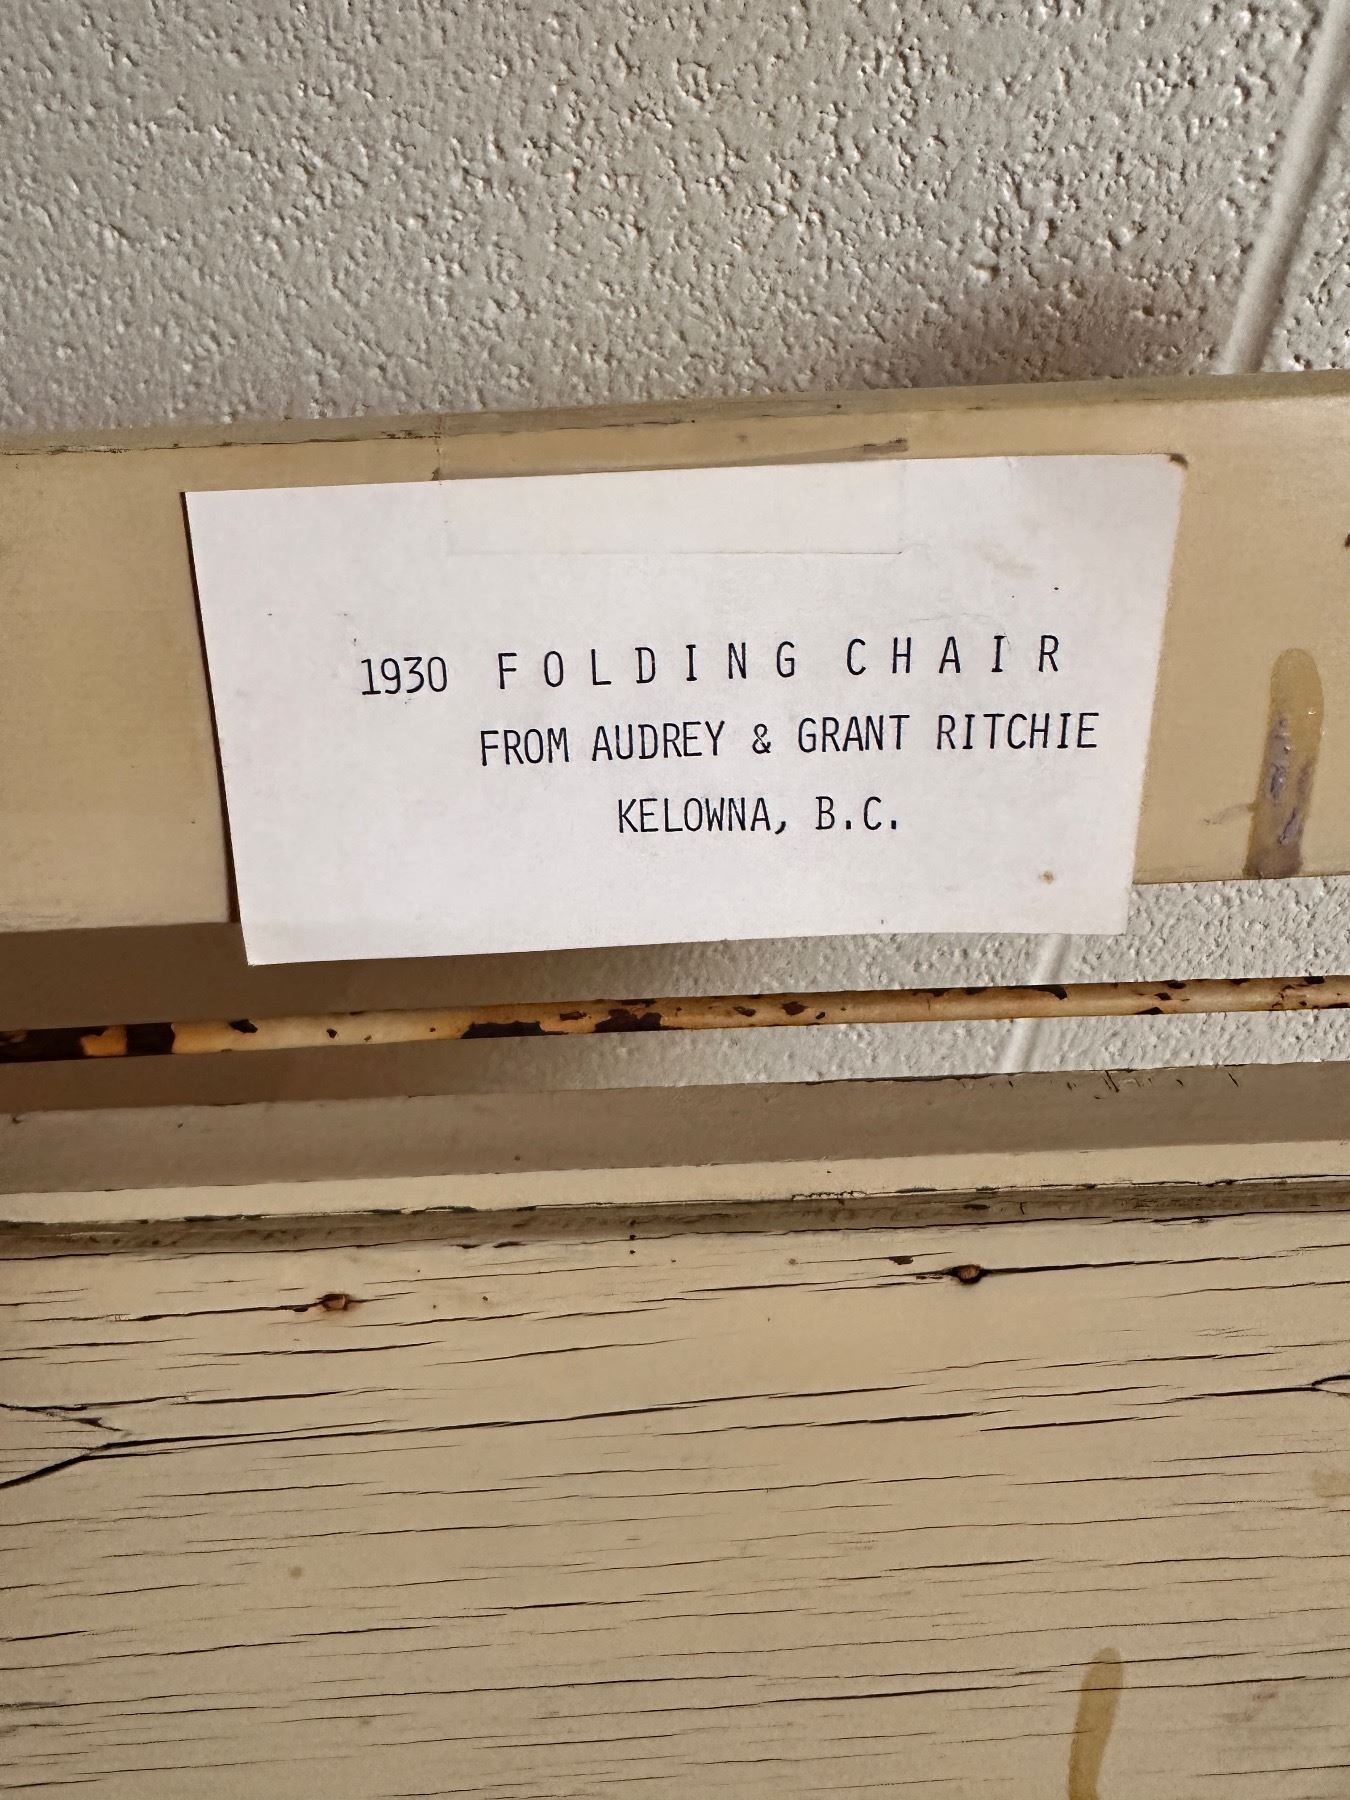 1930 FOLDING CHAIR
FROM AUDREY & GRANT RITCHIE
KELOWNA, B.C.